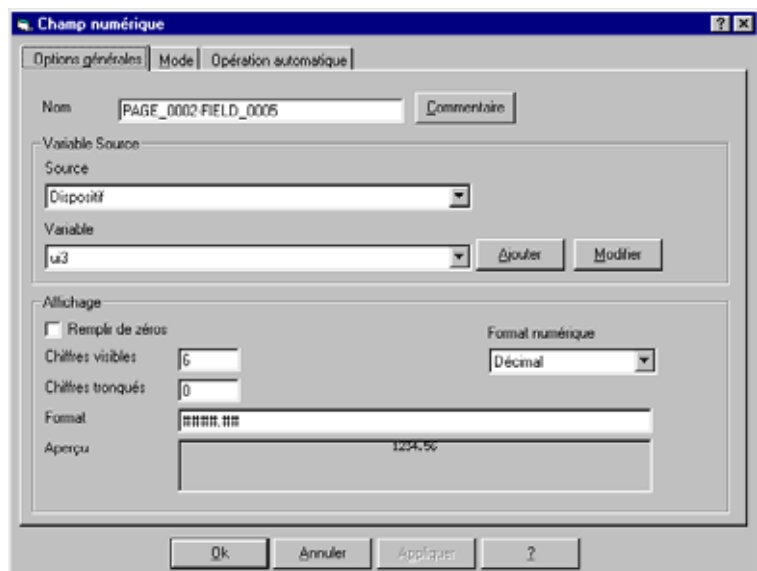 Champ numérique
Options générales Mode Opération automatique
Nom PAGE_0002-FIELD_0005 Commentaire
Variable Source
Source
Dispositif
Variable
ui3 Ajouter Modifier
Affichage
Remplir de zéros
Format numérique
Chiffres visibles 6 Décimal
Chiffres tronqués 0
Format ####.##
Aperçu 1234.56
Ok Annuler Appliquer ?